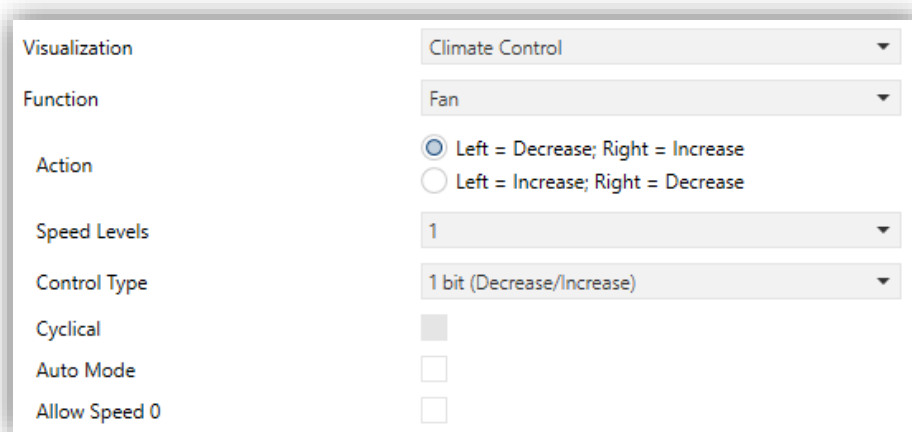 Visualization
Climate Control
Function
Fan
Action
Left = Decrease; Right = Increase
Left = Increase; Right = Decrease
Speed Levels
1
Control Type
1 bit (Decrease/Increase)
Cyclical
Auto Mode
Allow Speed 0